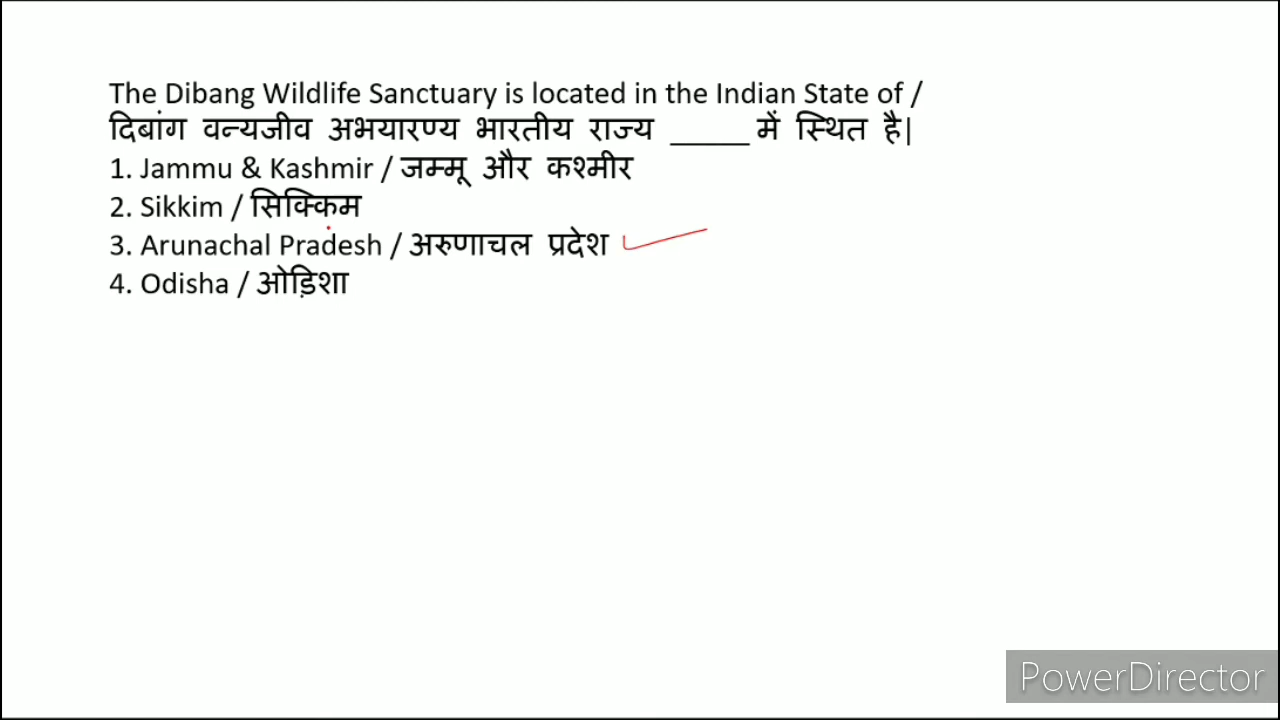 The Dibang Wildlife Sanctuary is located in the Indian State of /
दिबांग वन्यजीव अभयारण्य भारतीय राज्य _____ में स्थित है|
1. Jammu & Kashmir / जम्मू और कश्मीर
2. Sikkim / सिक्किम
3. Arunachal Pradesh / अरुणाचल प्रदेश
4. Odisha / ओड़िशा
PowerDirector